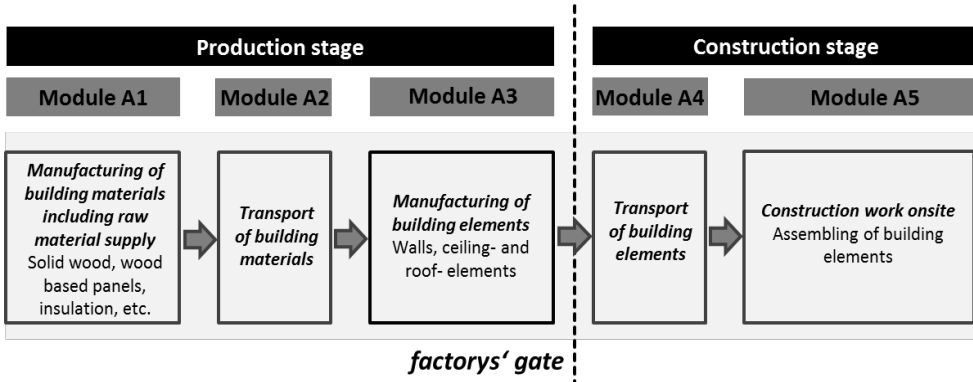 Production stage
Construction stage
Module A1
Module A2
Module A3
Module A4
Module A5
Manufacturing of
building materials
including raw
material supply
Solid wood, wood
based panels,
insulation, etc.
Transport
of building
materials
Manufacturing of
building elements
Walls, ceiling- and
roof- elements
Transport
of building
elements
Construction work onsite
Assembling of building
elements
factorys‘ gate